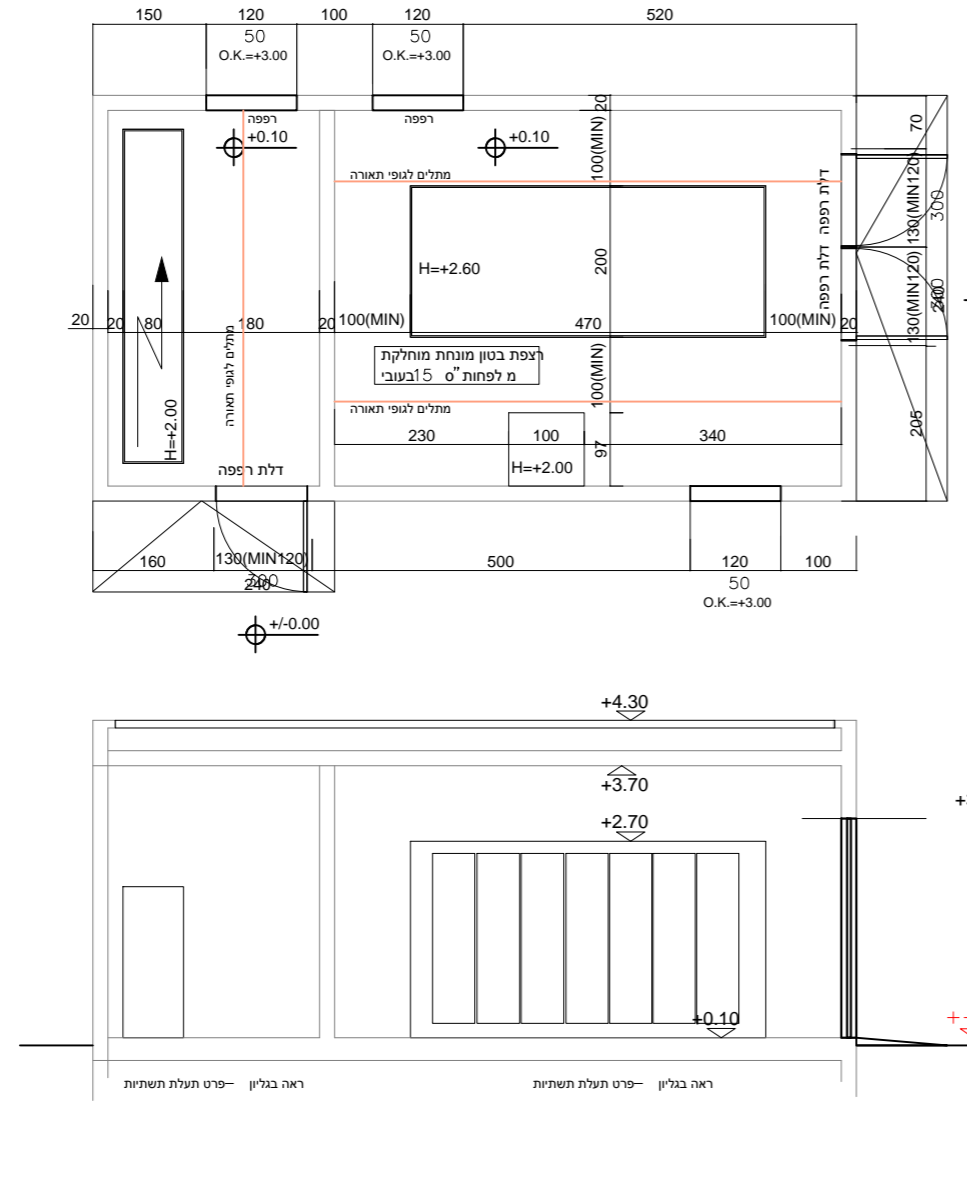 150 120 100 120 520
50 50
O.K.=+3.00 O.K.=+3.00
רפפה רפפה
20
70
+0.10 +0.10
100(MIN)
מתלים לגופי תאורה
דלת רפפה
130(MIN120)
300
H=+2.60
200
דלת רפפה
130(MIN120)
240
20 20 80 180 20 100(MIN) 470 100(MIN) 20
מתלים לגופי תאורה
רצפת בטון מונחת מוחלקת
מ לפחות ”ס 15בעובי
100(MIN)
H=+2.00
מתלים לגופי תאורה
205
230 100 340
97
H=+2.00
דלת רפפה
160 130(MIN120) 500 120 100
300
240
50
O.K.=+3.00
+/-0.00
+4.30
+3.70
+2.70
+0.10
ראה בגליון –פרט תעלת תשתיות ראה בגליון –פרט תעלת תשתיות